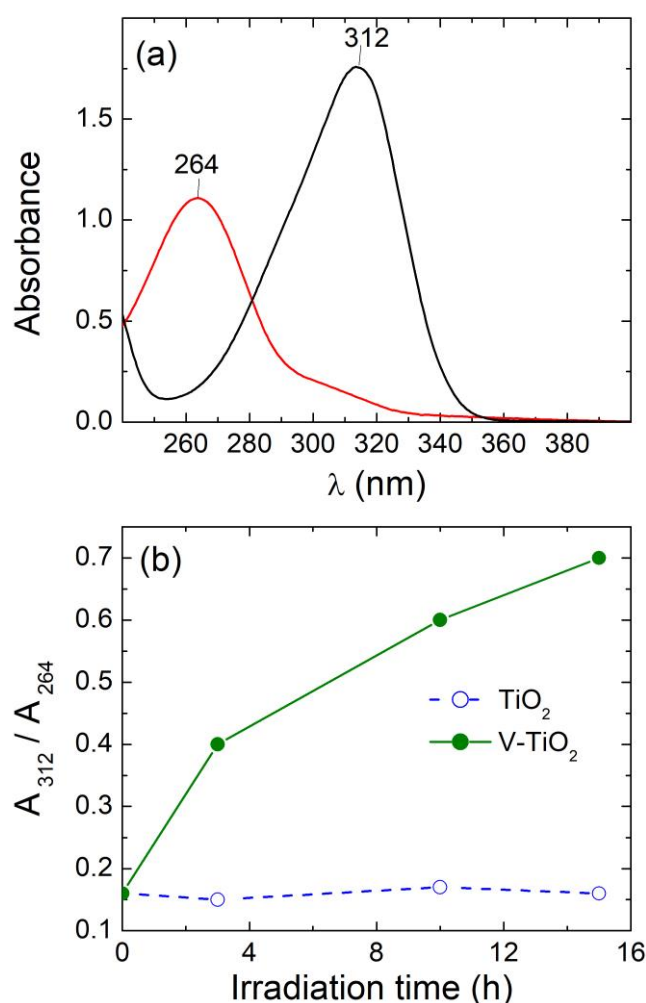 (a)
312
264
Absorbance
1.5
1.0
0.5
0.0
260 280 300 320 340 360 380
λ (nm)
(b)
A312 / A264
0.7
0.6
0.5
0.4
0.3
0.2
0.1
TiO2
V-TiO2
0 4 8 12 16
Irradiation time (h)